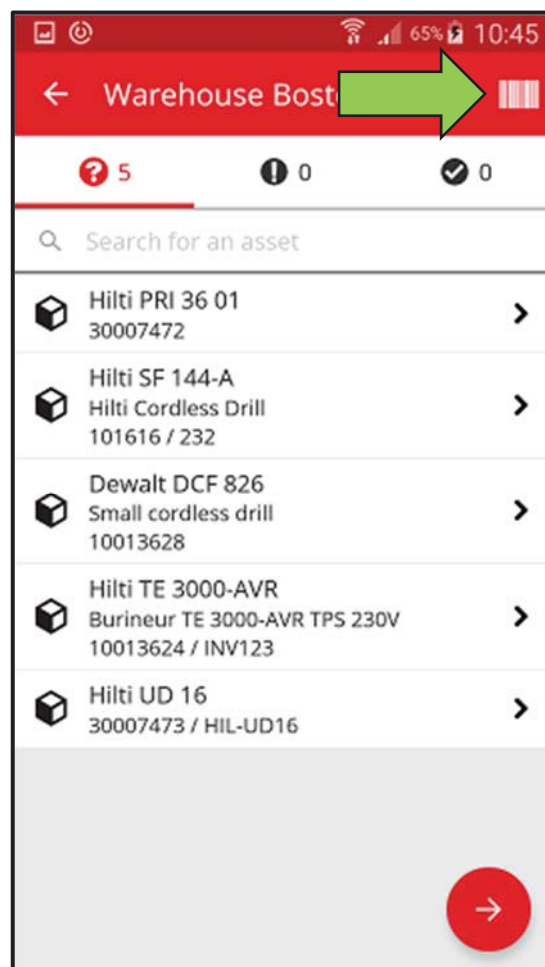 65% 10:45
Warehouse Bost
5
0
0
Search for an asset
Hilti PRI 36 01
30007472
Hilti SF 144-A
Hilti Cordless Drill
101616 / 232
Dewalt DCF 826
Small cordless drill
10013628
Hilti TE 3000-AVR
Burineur TE 3000-AVR TPS 230V
10013624 / INV123
Hilti UD 16
30007473 / HIL-UD16